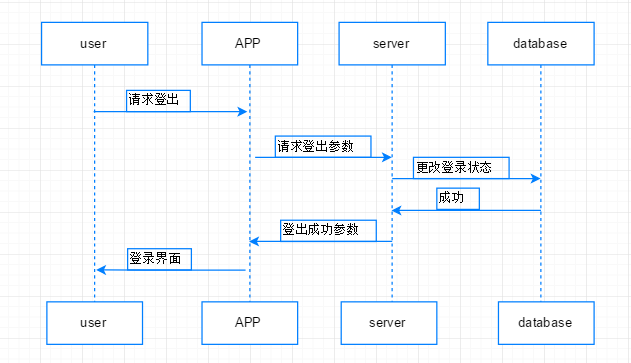 user
APP
server
database
请求登出
请求登出参数
更改登录状态
成功
登出成功参数
登录界面
user
APP
server
database